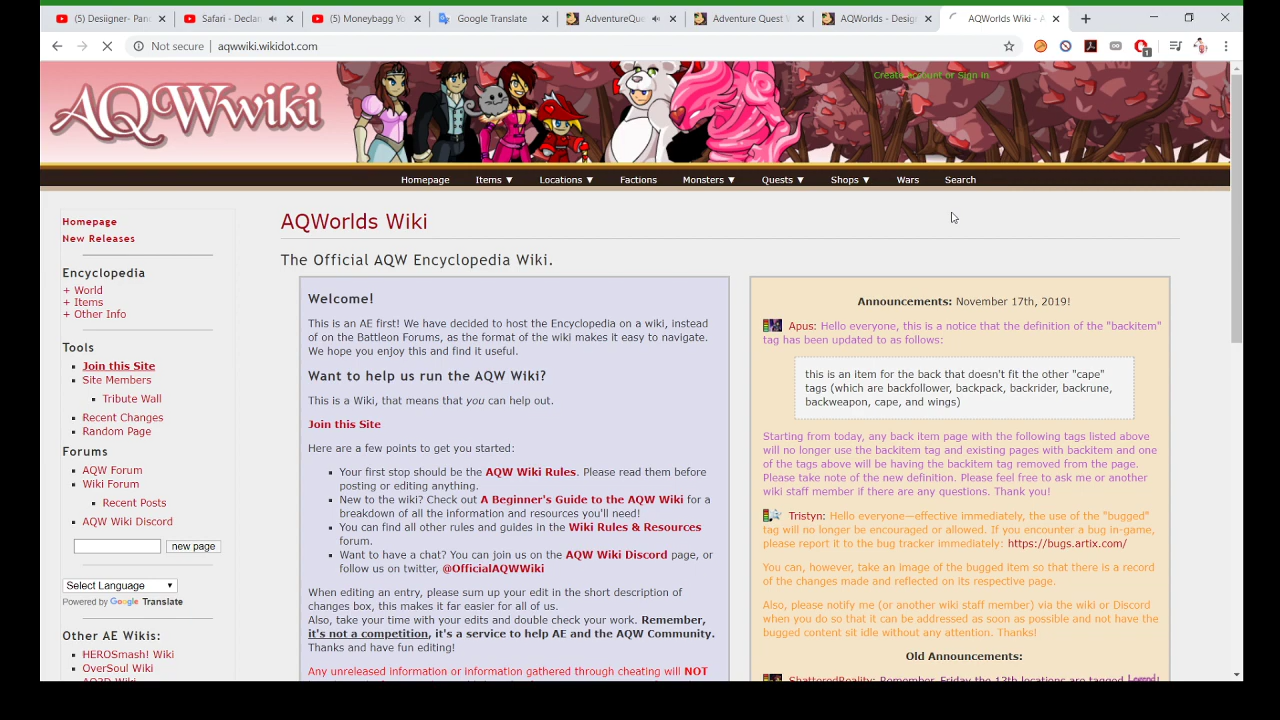 (5) Desiigner- Pan
Safari - Declan
(5) Moneybagg Yo
Google Translate
AdventureQue
Adventure Quest W
AQWorlds - Design
AQWorlds Wiki - A
Not secure | aqwwiki.wikidot.com
1
AQWwiki
Create account or Sign in
Homepage Items ▼ Locations ▼ Factions Monsters ▼ Quests ▼ Shops ▼ Wars Search
Homepage
New Releases
Encyclopedia
+ World
+ Items
+ Other Info
Tools
Join this Site
Site Members
Tribute Wall
Recent Changes
Random Page
Forums
AQW Forum
Wiki Forum
Recent Posts
AQW Wiki Discord
new page
Select Language ▼
Powered by Google Translate
Other AE Wikis:
HEROSmash! Wiki
OverSoul Wiki
AQ3D Wiki
AQWorlds Wiki
The Official AQW Encyclopedia Wiki.
Welcome!
This is an AE first! We have decided to host the Encyclopedia on a wiki, instead
of on the Battleon Forums, as the format of the wiki makes it easy to navigate.
We hope you enjoy this and find it useful.
Want to help us run the AQW Wiki?
This is a Wiki, that means that you can help out.
Join this Site
Here are a few points to get you started:
Your first stop should be the AQW Wiki Rules. Please read them before
posting or editing anything.
New to the wiki? Check out A Beginner's Guide to the AQW Wiki for a
breakdown of all the information and resources you'll need!
You can find all other rules and guides in the Wiki Rules & Resources
forum.
Want to have a chat? You can join us on the AQW Wiki Discord page, or
follow us on twitter, @OfficialAQWWiki
When editing an entry, please sum up your edit in the short description of
changes box, this makes it far easier for all of us.
Also, take your time with your edits and double check your work. Remember,
it's not a competition, it's a service to help AE and the AQW Community.
Thanks and have fun editing!
Any unreleased information or information gathered through cheating will NOT
Announcements: November 17th, 2019!
Apus: Hello everyone, this is a notice that the definition of the "backitem"
tag has been updated to as follows:
this is an item for the back that doesn't fit the other "cape"
tags (which are backfollower, backpack, backrider, backrune,
backweapon, cape, and wings)
Starting from today, any back item page with the following tags listed above
will no longer use the backitem tag and existing pages with backitem and one
of the tags above will be having the backitem tag removed from the page.
Please take note of the new definition. Please feel free to ask me or another
wiki staff member if there are any questions. Thank you!
Tristyn: Hello everyone—effective immediately, the use of the "bugged"
tag will no longer be encouraged or allowed. If you encounter a bug in-game,
please report it to the bug tracker immediately: https://bugs.artix.com/
You can, however, take an image of the bugged item so that there is a record
of the changes made and reflected on its respective page.
Also, please notify me (or another wiki staff member) via the wiki or Discord
when you do so that it can be addressed as soon as possible and not have the
bugged content sit idle without any attention. Thanks!
Old Announcements:
ShatteredReality: Remember, Friday the 13th locations are tagged Legend!